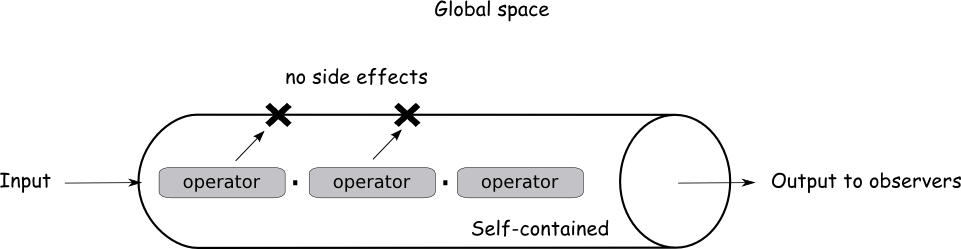 Global space
no side effects
Input
operator . operator . operator
Output to observers
Self-contained